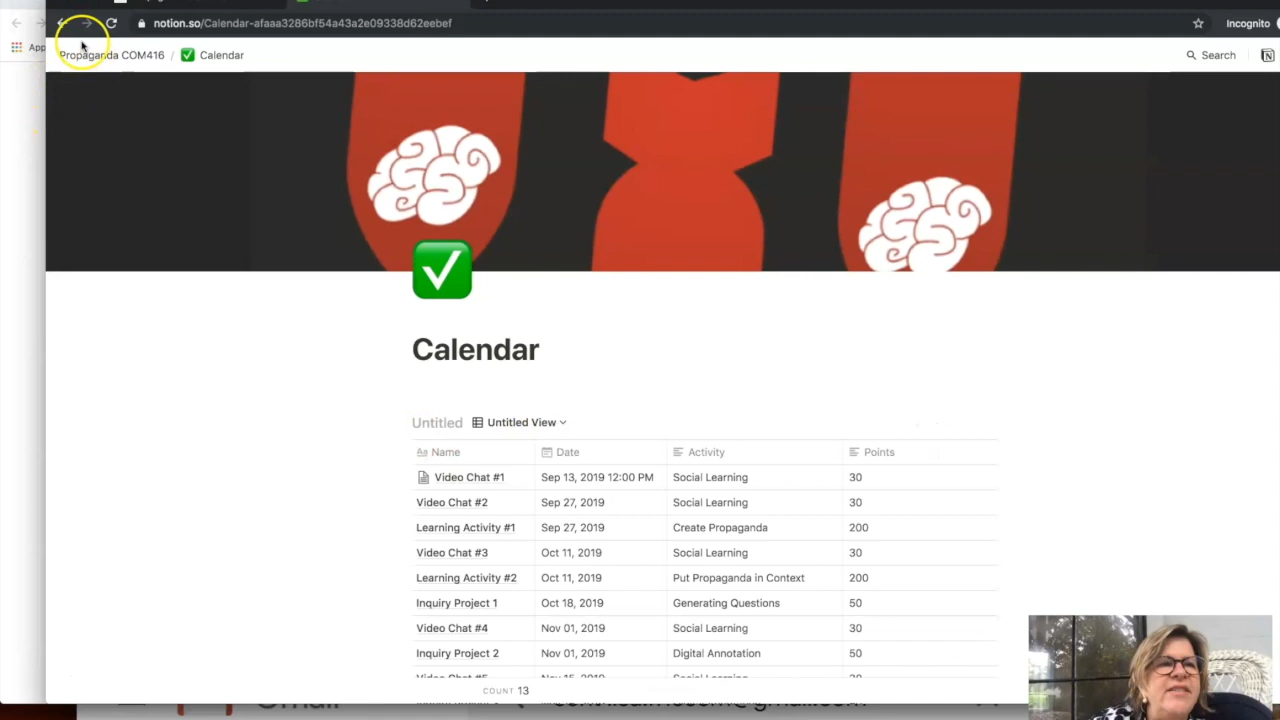 notion.so/Calendar-afaaa3286bf54a43a2e09338d62eebef
Incognito
App
Propaganda COM416 / Calendar
Search
Calendar
Untitled Untitled View
Aa Name Date Activity Points
Video Chat #1 Sep 13, 2019 12:00 PM Social Learning 30
Video Chat #2 Sep 27, 2019 Social Learning 30
Learning Activity #1 Sep 27, 2019 Create Propaganda 200
Video Chat #3 Oct 11, 2019 Social Learning 30
Learning Activity #2 Oct 11, 2019 Put Propaganda in Context 200
Inquiry Project 1 Oct 18, 2019 Generating Questions 50
Video Chat #4 Nov 01, 2019 Social Learning 30
Inquiry Project 2 Nov 01, 2019 Digital Annotation 50
COUNT 13